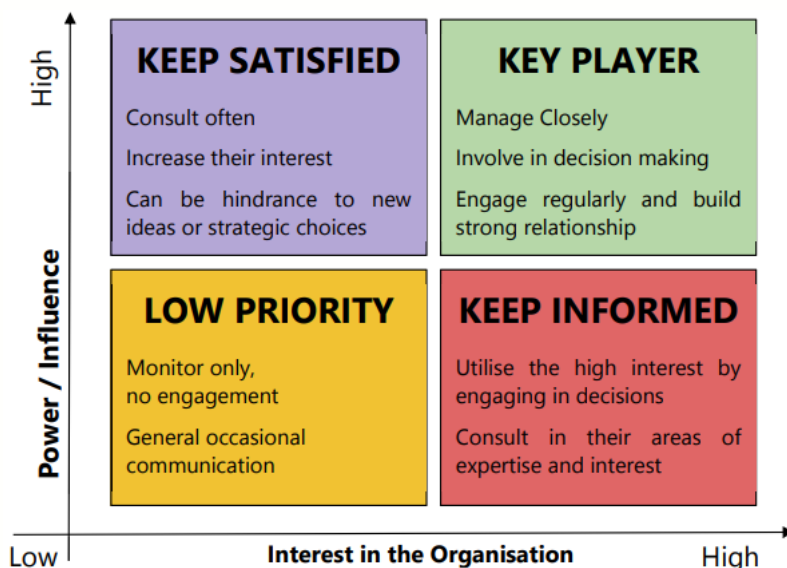 High
KEEP SATISFIED
Consult often
Increase their interest
Can be hindrance to new
ideas or strategic choices
KEY PLAYER
Manage Closely
Involve in decision making
Engage regularly and build
strong relationship
Power / Influence
LOW PRIORITY
Monitor only,
no engagement
General occasional
communication
KEEP INFORMED
Utilise the high interest by
engaging in decisions
Consult in their areas of
expertise and interest
Low
Interest in the Organisation
High